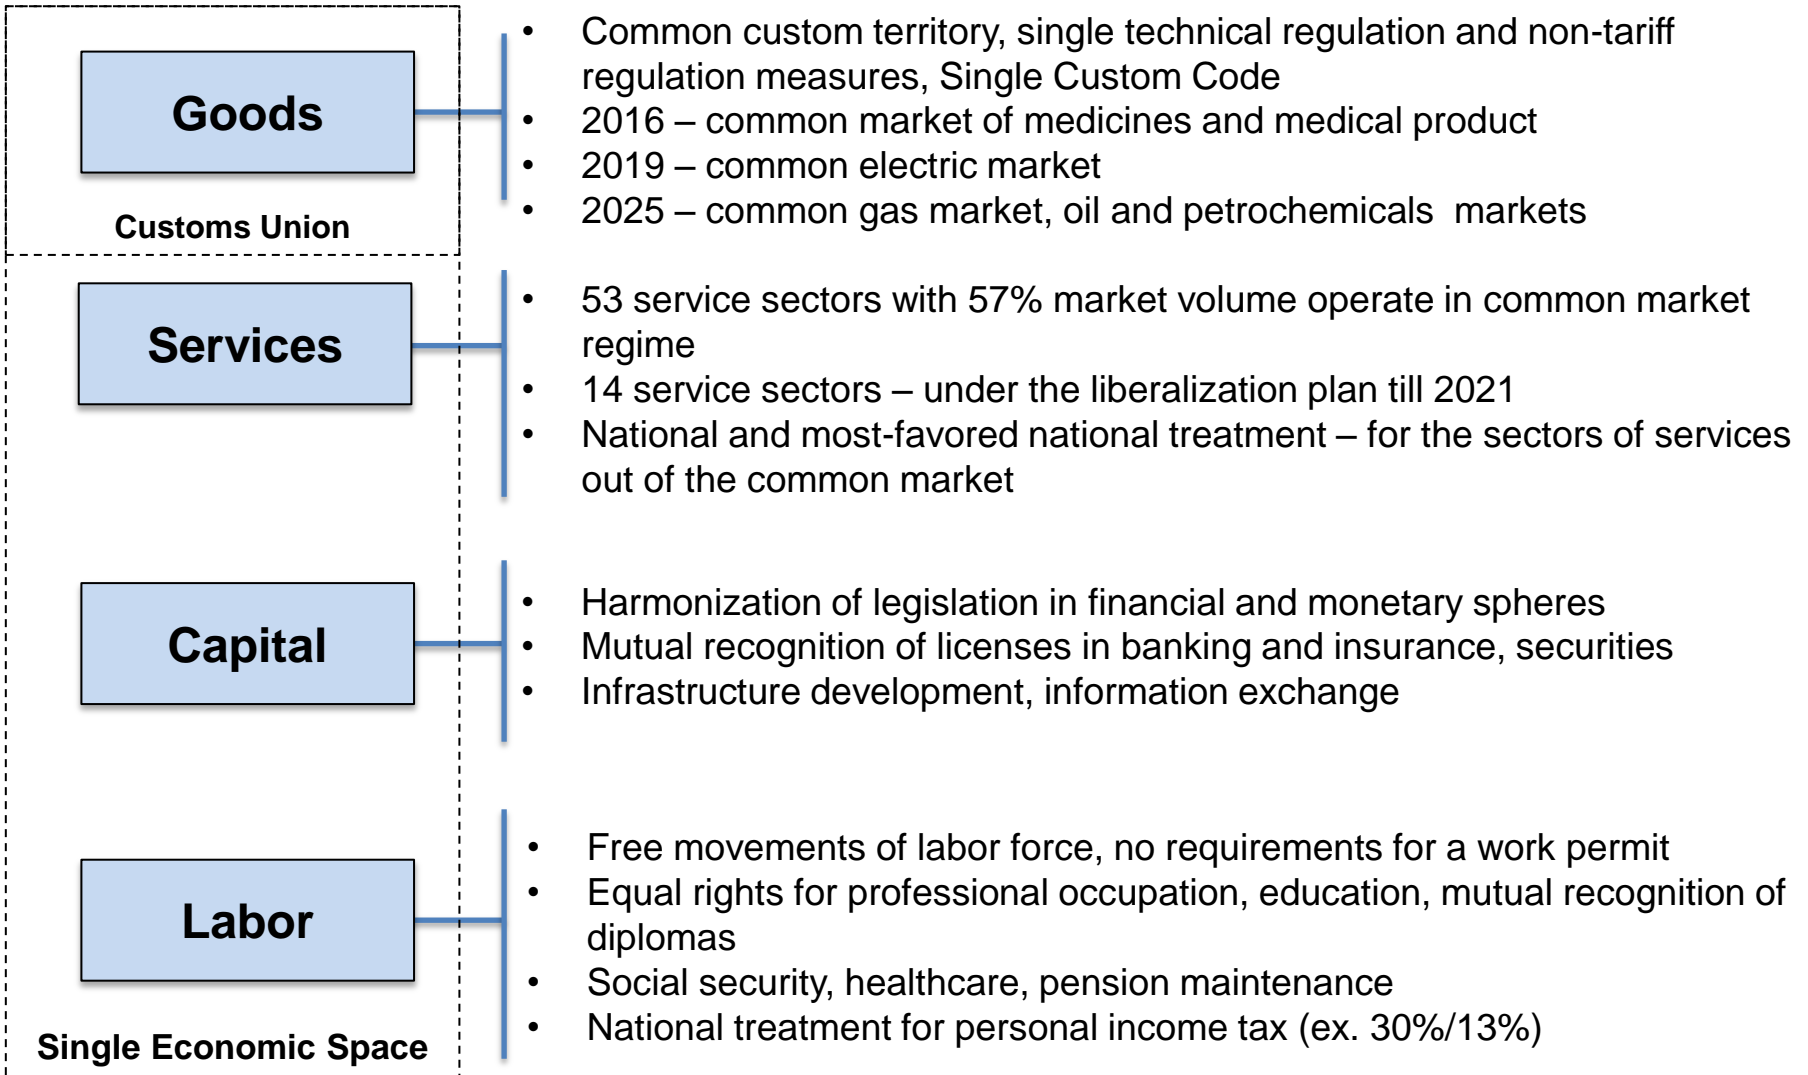 Goods
Customs Union
• Common custom territory, single technical regulation and non-tariff
regulation measures, Single Custom Code
• 2016 – common market of medicines and medical product
• 2019 – common electric market
• 2025 – common gas market, oil and petrochemicals markets
Services
• 53 service sectors with 57% market volume operate in common market
regime
• 14 service sectors – under the liberalization plan till 2021
• National and most-favored national treatment – for the sectors of services
out of the common market
Capital
• Harmonization of legislation in financial and monetary spheres
• Mutual recognition of licenses in banking and insurance, securities
• Infrastructure development, information exchange
Labor
• Free movements of labor force, no requirements for a work permit
• Equal rights for professional occupation, education, mutual recognition of
diplomas
• Social security, healthcare, pension maintenance
• National treatment for personal income tax (ex. 30%/13%)
Single Economic Space